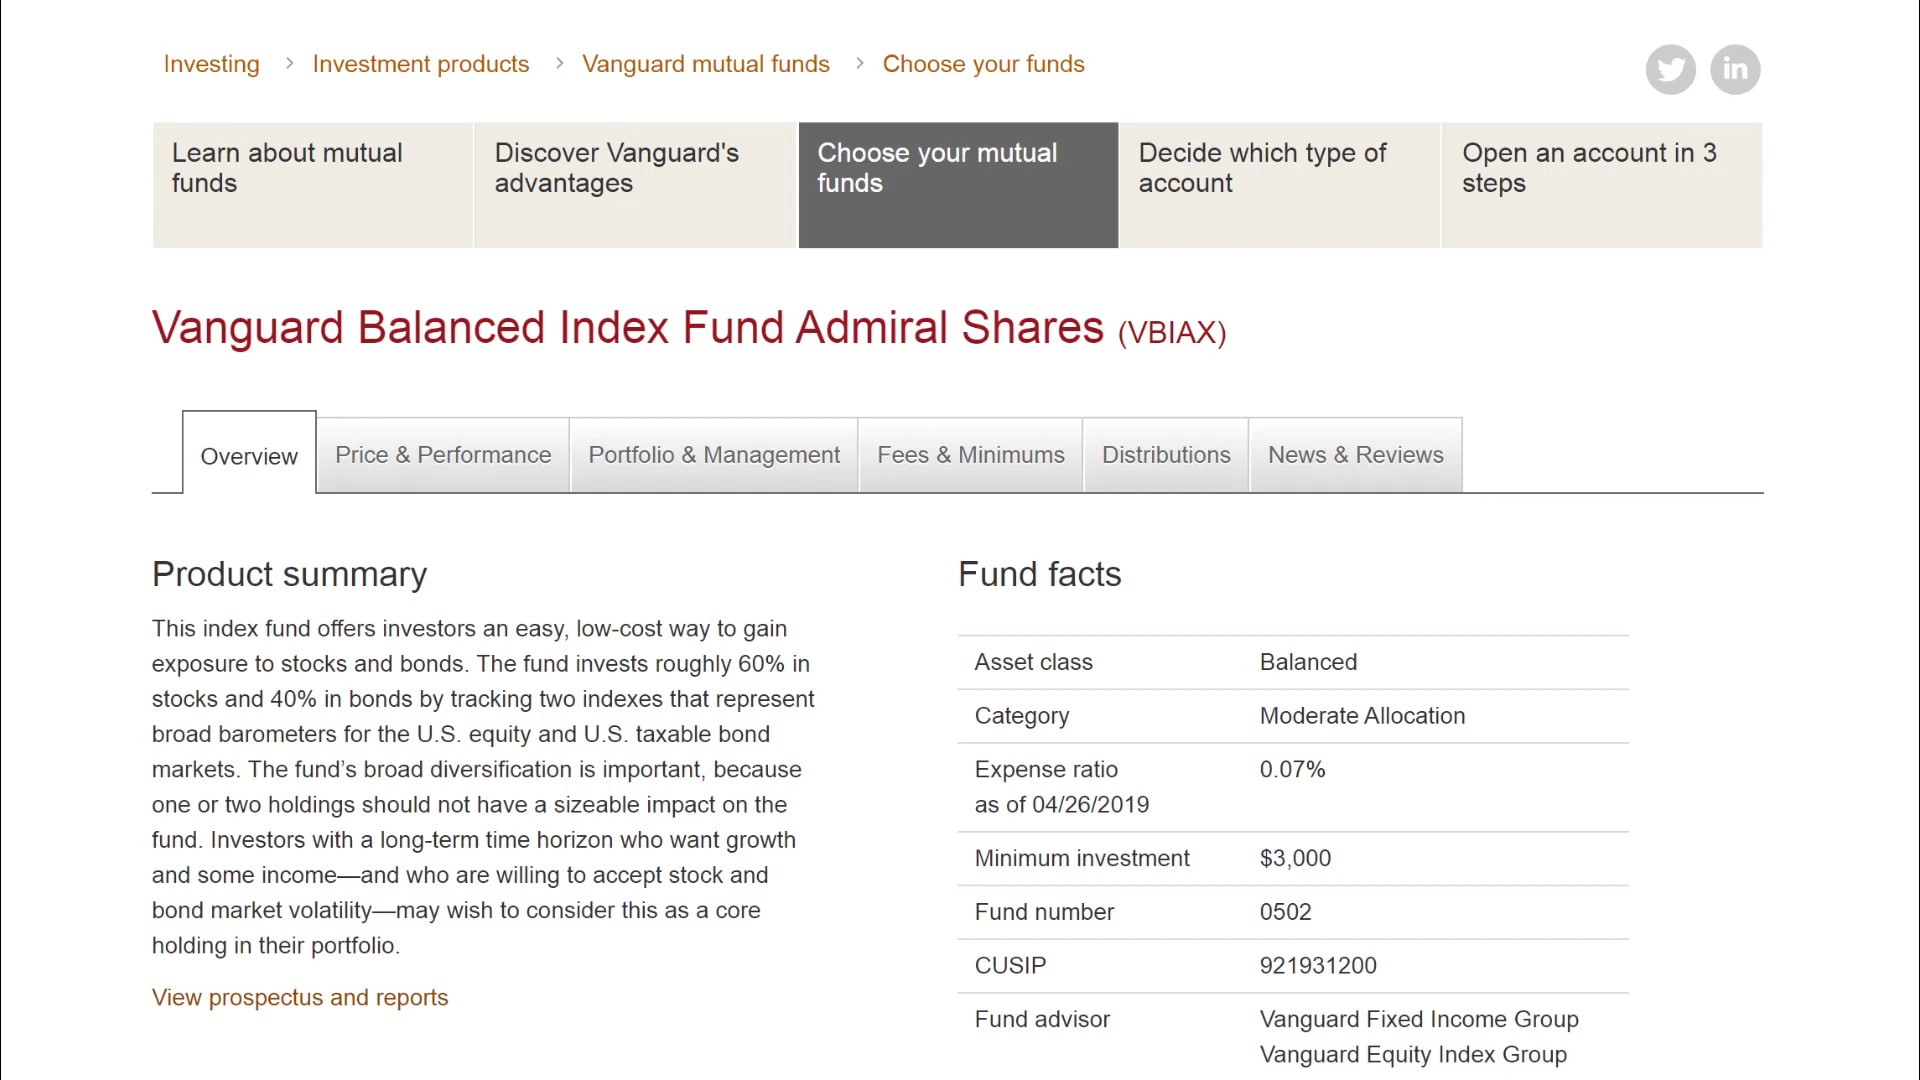 Investing > Investment products > Vanguard mutual funds > Choose your funds
in
Learn about mutual
funds
Discover Vanguard's
advantages
Choose your mutual
funds
Decide which type of
account
Open an account in 3
steps
Vanguard Balanced Index Fund Admiral Shares (VBIAX)
Overview
Price & Performance
Portfolio & Management
Fees & Minimums
Distributions
News & Reviews
Product summary
This index fund offers investors an easy, low-cost way to gain
exposure to stocks and bonds. The fund invests roughly 60% in
stocks and 40% in bonds by tracking two indexes that represent
broad barometers for the U.S. equity and U.S. taxable bond
markets. The fund’s broad diversification is important, because
one or two holdings should not have a sizeable impact on the
fund. Investors with a long-term time horizon who want growth
and some income—and who are willing to accept stock and
bond market volatility—may wish to consider this as a core
holding in their portfolio.
View prospectus and reports
Fund facts
Asset class Balanced
Category Moderate Allocation
Expense ratio 0.07%
as of 04/26/2019
Minimum investment $3,000
Fund number 0502
CUSIP 921931200
Fund advisor Vanguard Fixed Income Group
Vanguard Equity Index Group